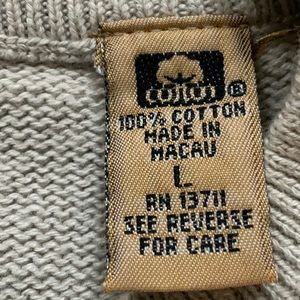 cotton ®
100% COTTON
MADE IN
MACAU
L
RN 13711
SEE REVERSE
FOR CARE